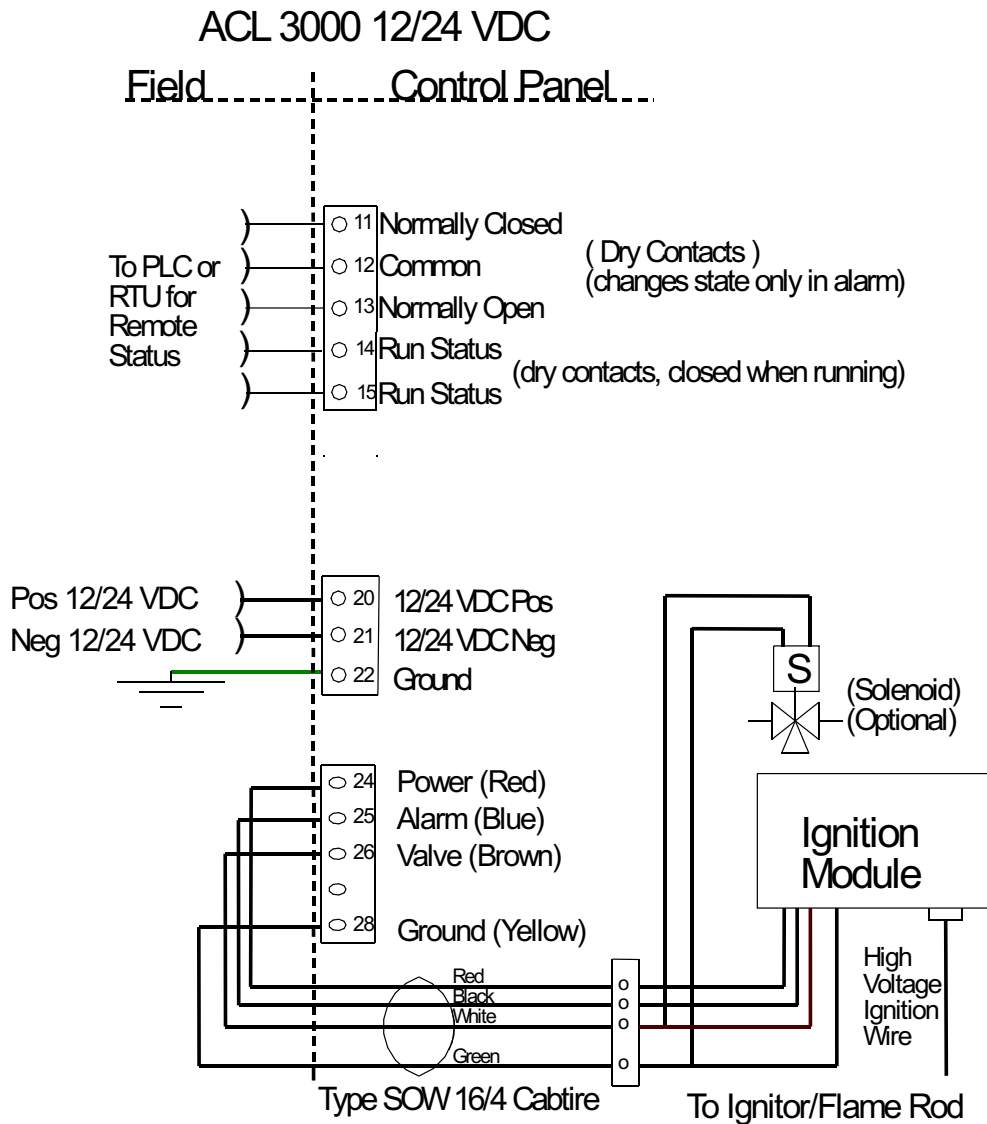 ACL 3000 12/24 VDC
Field
Control Panel
11 Normally Closed
12 Common
13 Normally Open
14 Run Status
15 Run Status
( Dry Contacts )
(changes state only in alarm)
(dry contacts, closed when running)
To PLC or
RTU for
Remote
Status
Pos 12/24 VDC
20 12/24 VDC Pos
Neg 12/24 VDC
21 12/24 VDC Neg
22 Ground
S
(Solenoid)
(Optional)
24 Power (Red)
25 Alarm (Blue)
26 Valve (Brown)
28 Ground (Yellow)
Ignition
Module
Red
Black
White
Green
High
Voltage
Ignition
Wire
Type SOW 16/4 Cabtire
To Ignitor/Flame Rod